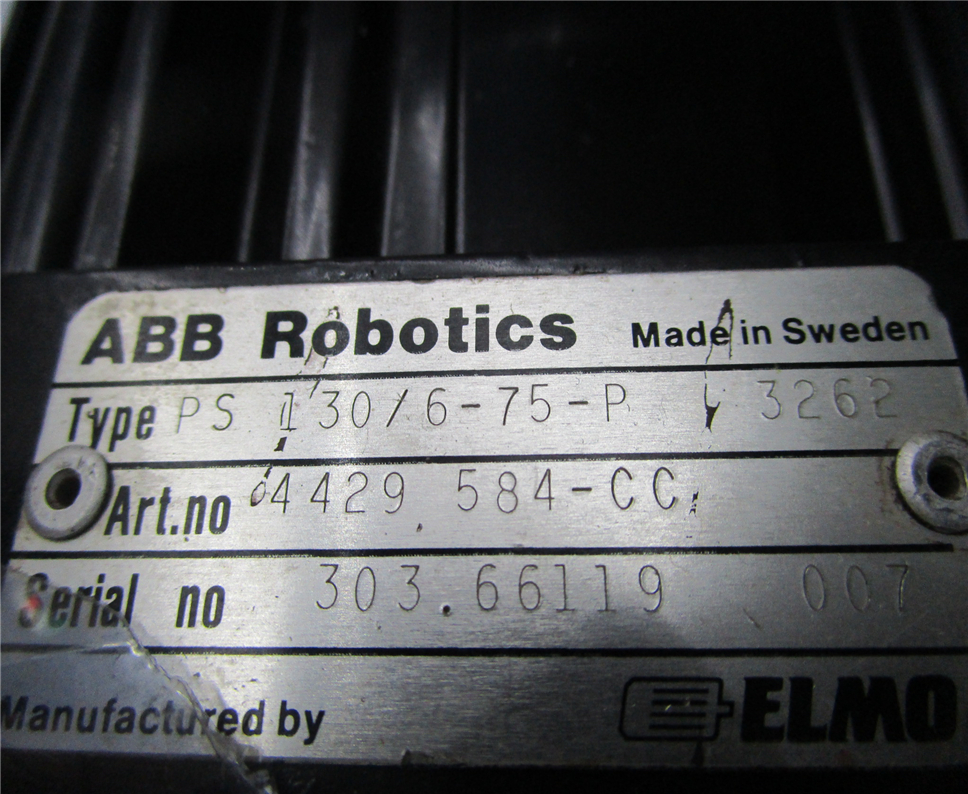 ABB Robotics Made in Sweden
Type PS 130/6-75-P 3262
Art.no 4429 584-CC
Serial no 303.66119 007
Manufactured by ELMO